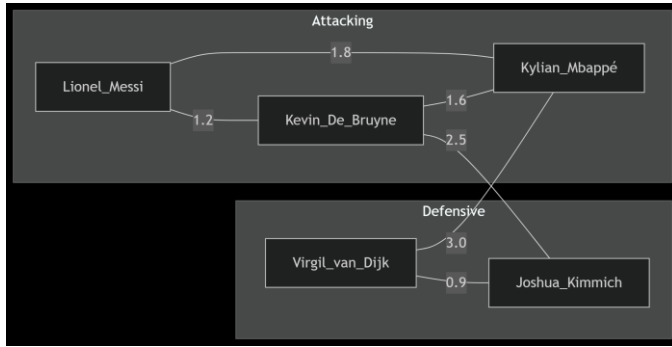 Attacking
1.8
Kylian_Mbappé
Lionel_Messi
1.6
1.2
Kevin_De_Bruyne
2.5
Defensive
3.0
Virgil_van_Dijk
0.9
Joshua_Kimmich